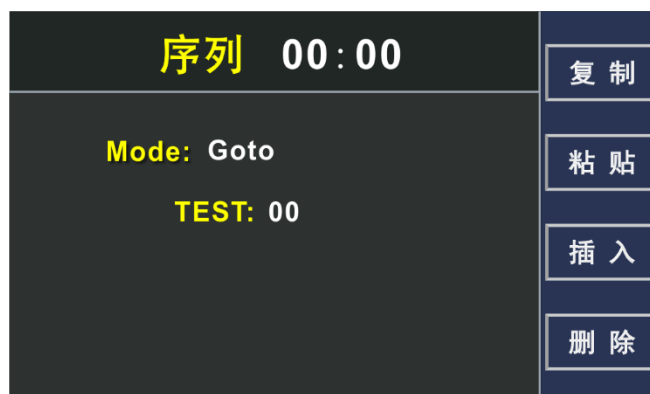 序列 00:00
Mode: Goto
TEST: 00
复 制
粘 贴
插 入
删 除